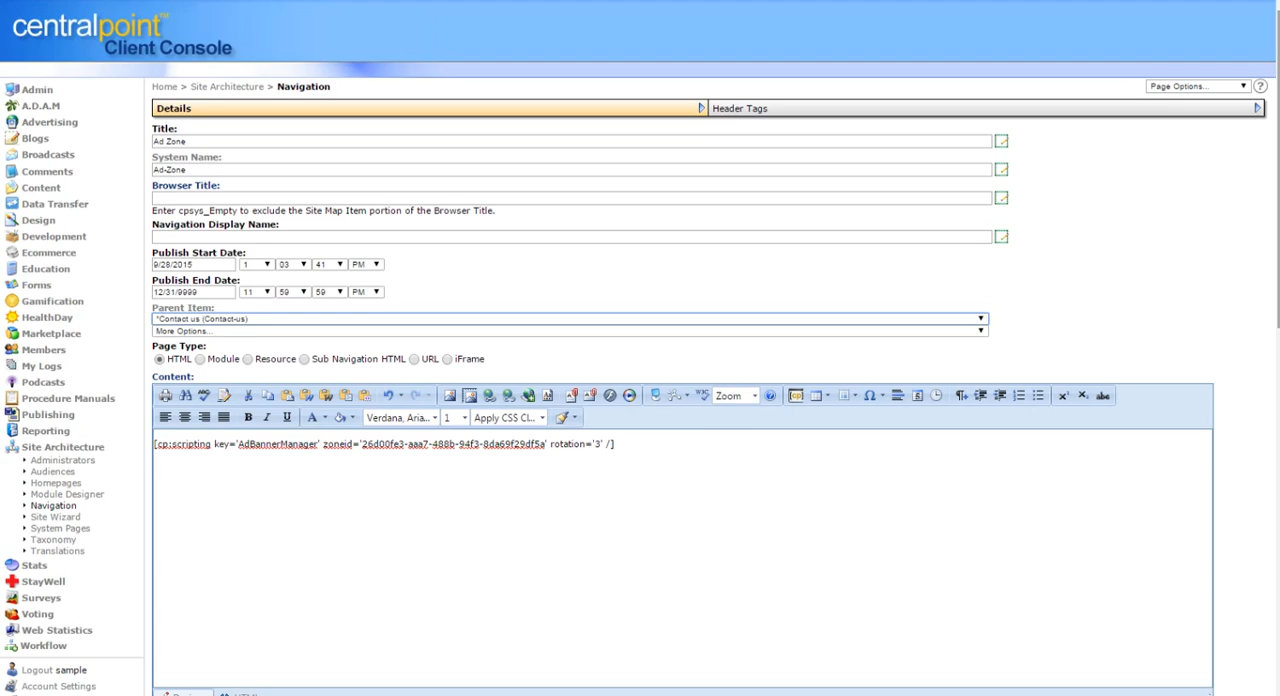 centralpoint™
Client Console
Home > Site Architecture > Navigation
Page Options...
?
Details
Header Tags
Admin
A.D.A.M
Advertising
Blogs
Broadcasts
Comments
Content
Data Transfer
Design
Development
Ecommerce
Education
Forms
Gamification
HealthDay
Marketplace
Members
My Logs
Podcasts
Procedure Manuals
Publishing
Reporting
Site Architecture
Administrators
Audiences
Homepages
Module Designer
Navigation
Site Wizard
System Pages
Taxonomy
Translations
Stats
StayWell
Surveys
Voting
Web Statistics
Workflow
Logout sample
Account Settings
Title:
Ad Zone
System Name:
Ad-Zone
Browser Title:
Enter cpsys_Empty to exclude the Site Map Item portion of the Browser Title.
Navigation Display Name:
Publish Start Date:
9/28/2015 1 03 41 PM
Publish End Date:
12/31/9999 11 59 59 PM
Parent Item:
*Contact us (Contact-us)
More Options...
Page Type:
HTML Module Resource Sub Navigation HTML URL iFrame
Content:
Zoom
B I U A Verdana, Aria... 1 Apply CSS Cl...
[cp:scripting key='AdBannerManager' zoneid='26d00fe3-aaa7-488b-94f3-8da69f29df5a' rotation='3' /]